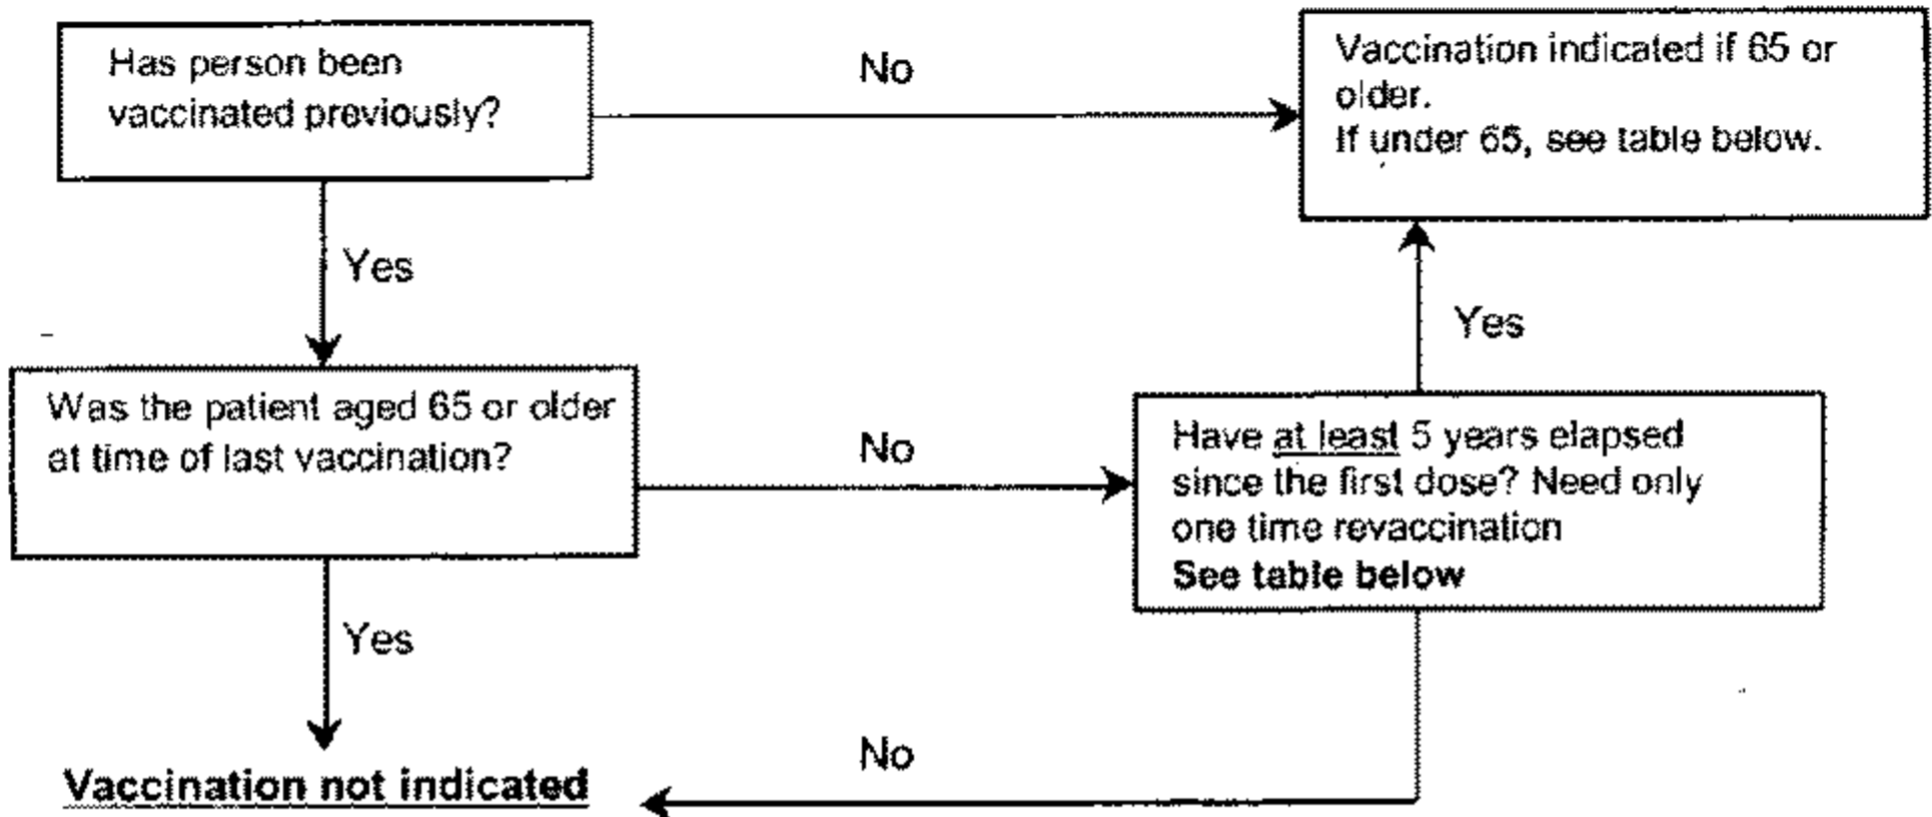 Has person been
vaccinated previously?
No
Vaccination indicated if 65 or
older.
If under 65, see table below.
Yes
Yes
Was the patient aged 65 or older
at time of last vaccination?
No
Have at least 5 years elapsed
since the first dose? Need only
one time revaccination
See table below
Yes
No
Vaccination not indicated